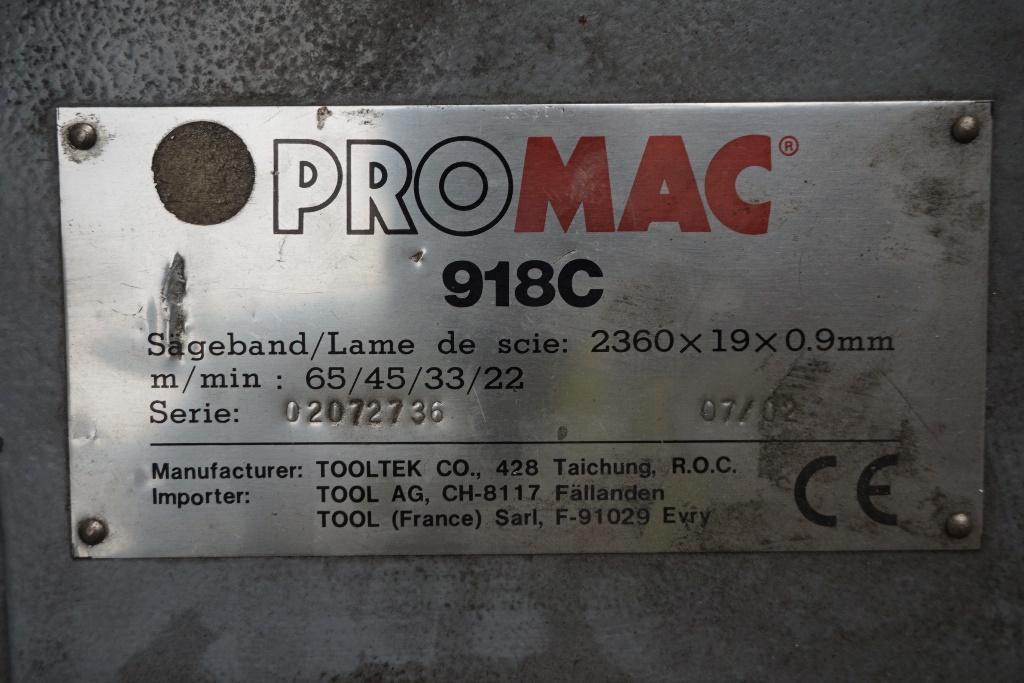 PROMAC®
918C
Sägeband/Lame de scie: 2360×19×0.9mm
m/min : 65/45/33/22
Serie: 02072736 07/02
Manufacturer: TOOLTEK CO., 428 Taichung, R.O.C.
Importer: TOOL AG, CH-8117 Fällanden
TOOL (France) Sarl, F-91029 Evry
CE